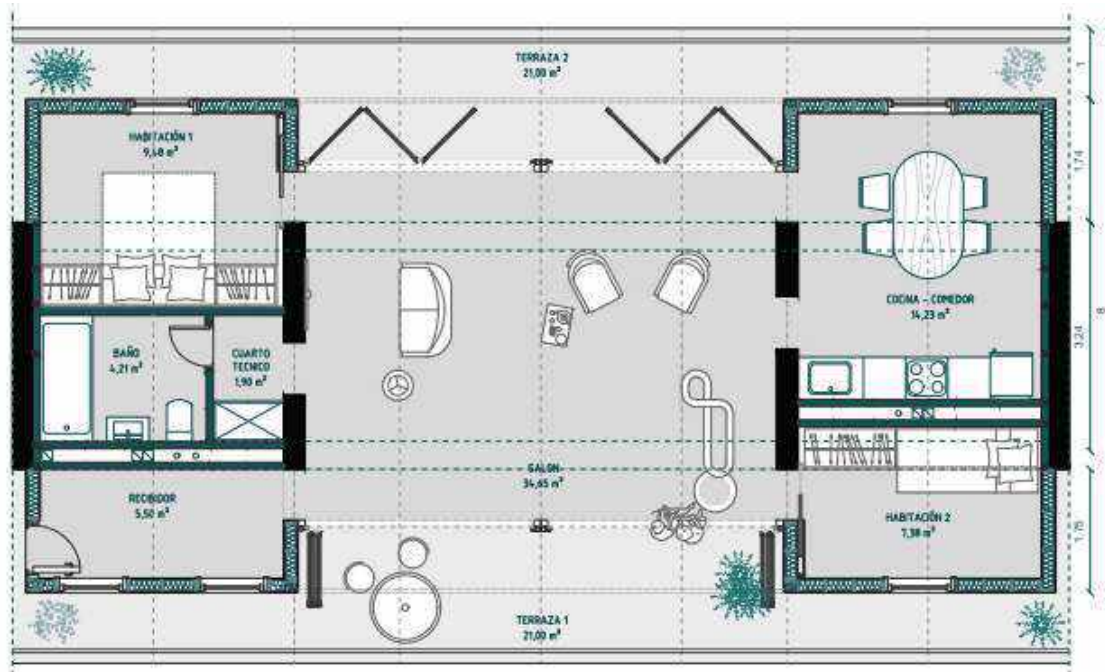 TERRAZA 2
21,00 m²
1
HABITACIÓN 1
9,48 m²
1,74
COCINA - COMEDOR
14,23 m²
8
3,24
BAÑO
4,21 m²
CUARTO
TECNICO
1,90 m²
SALON
34,65 m²
RECIBIDOR
5,50 m²
HABITACIÓN 2
7,38 m²
1,75
TERRAZA 1
21,00 m²